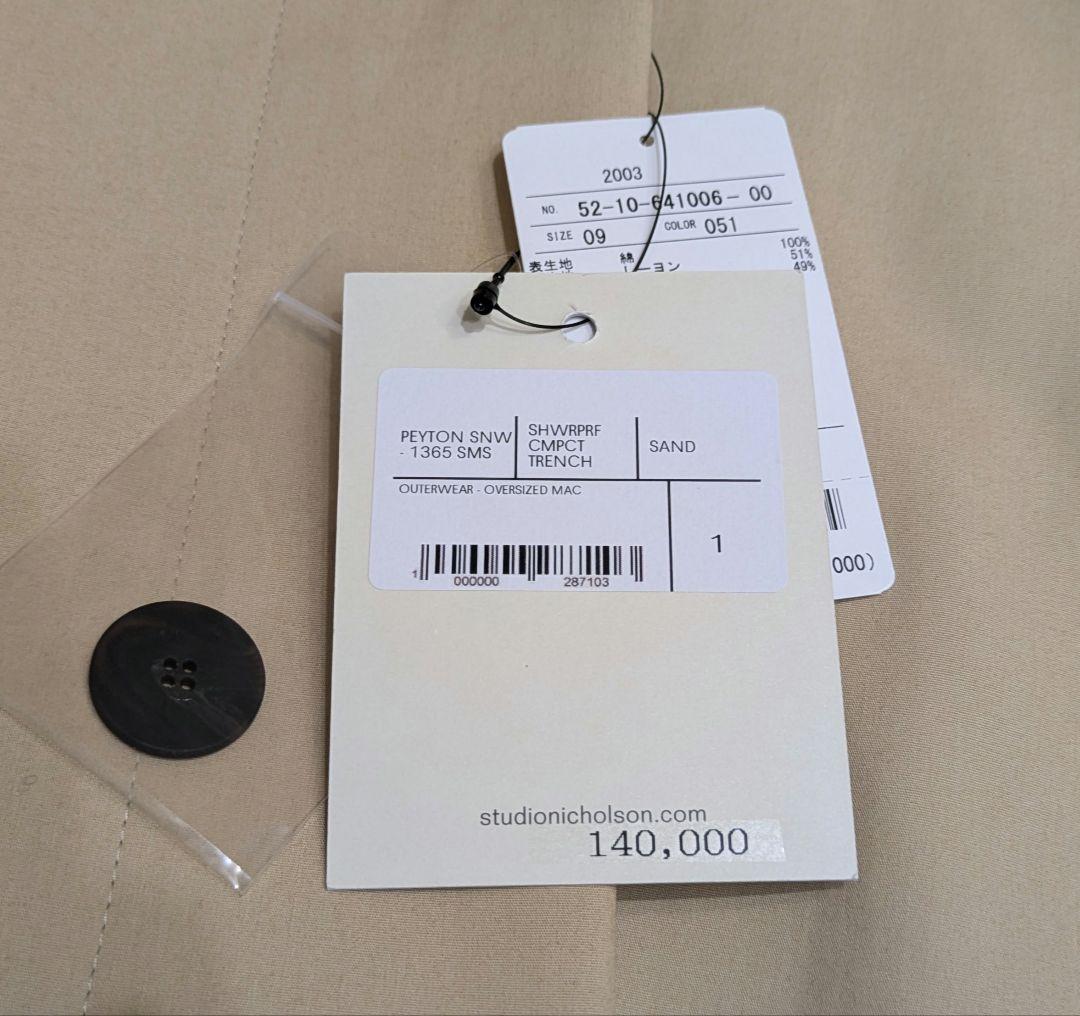 2003
NO. 52-10-641006-00
SIZE 09 COLOR 051
表生地 綿 100%
レーヨン 51%
49%
PEYTON SNW - 1365 SMS
SHWRPRF CMPCT TRENCH
SAND
OUTERWEAR - OVERSIZED MAC
1
1 000000 287103
000)
studionicholson.com
140,000